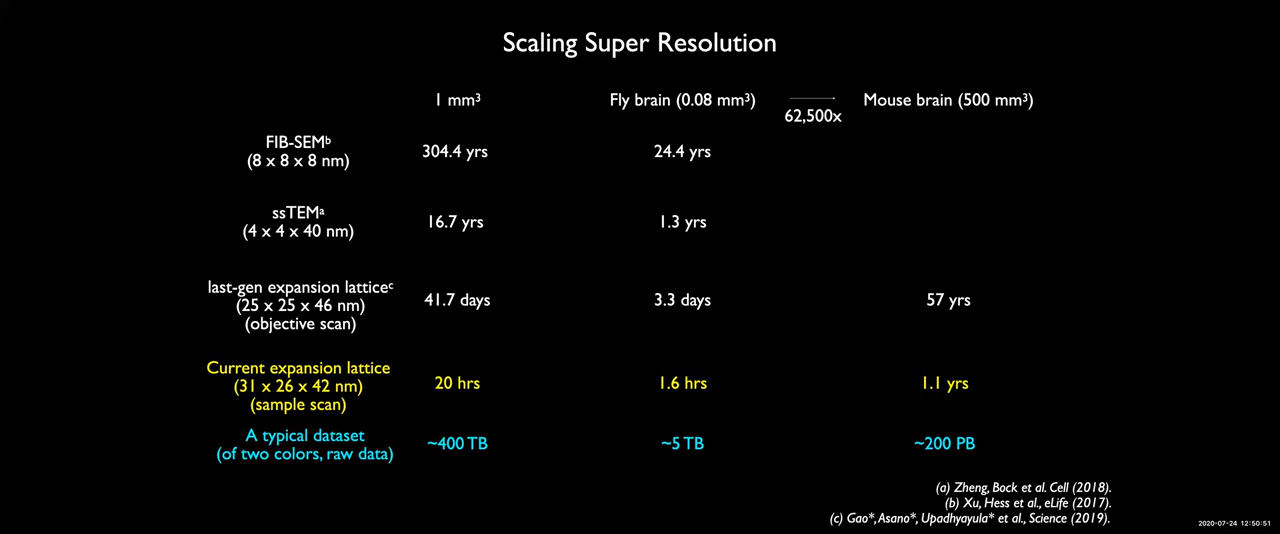 Scaling Super Resolution
1 mm³
Fly brain (0.08 mm³)
62,500x
Mouse brain (500 mm³)
FIB-SEMᵇ
(8 x 8 x 8 nm)
304.4 yrs
24.4 yrs
ssTEMᵃ
(4 x 4 x 40 nm)
16.7 yrs
1.3 yrs
last-gen expansion latticeᶜ
(25 x 25 x 46 nm)
(objective scan)
41.7 days
3.3 days
57 yrs
Current expansion lattice
(31 x 26 x 42 nm)
(sample scan)
20 hrs
1.6 hrs
1.1 yrs
A typical dataset
(of two colors, raw data)
~400 TB
~5 TB
~200 PB
(a) Zheng, Bock et al. Cell (2018).
(b) Xu, Hess et al., eLife (2017).
(c) Gao*, Asano*, Upadhyayula* et al., Science (2019).
2020-07-24 12:50:51